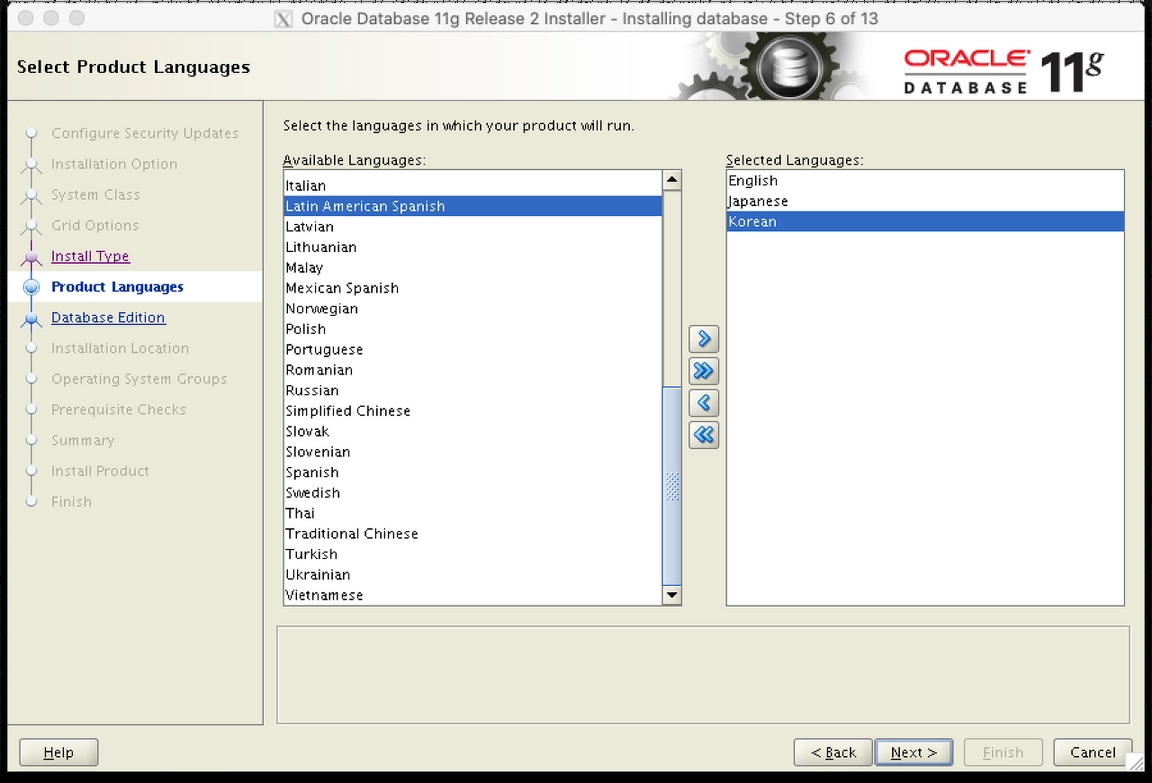 Oracle Database 11g Release 2 Installer - Installing database - Step 6 of 13
Select Product Languages
ORACLE
DATABASE
11g
Configure Security Updates
Installation Option
System Class
Grid Options
Install Type
Product Languages
Database Edition
Installation Location
Operating System Groups
Prerequisite Checks
Summary
Install Product
Finish
Select the languages in which your product will run.
Available Languages:
Italian
Latin American Spanish
Latvian
Lithuanian
Malay
Mexican Spanish
Norwegian
Polish
Portuguese
Romanian
Russian
Simplified Chinese
Slovak
Slovenian
Spanish
Swedish
Thai
Traditional Chinese
Turkish
Ukrainian
Vietnamese
Selected Languages:
English
Japanese
Korean
Help
< Back
Next >
Finish
Cancel